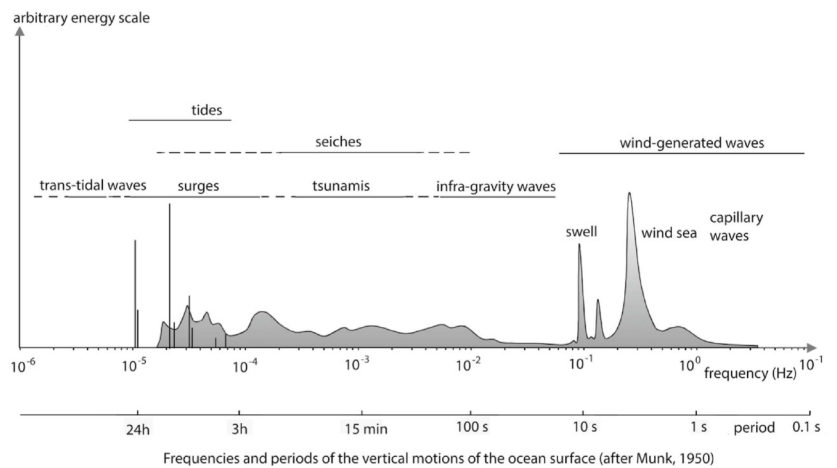 arbitrary energy scale
tides
seiches
wind-generated waves
trans-tidal waves surges tsunamis infra-gravity waves
swell wind sea capillary
waves
10⁻⁶ 10⁻⁵ 10⁻⁴ 10⁻³ 10⁻² 10⁻¹ 10⁰ 10⁻¹
frequency (Hz)
24h 3h 15 min 100 s 10 s 1 s period 0.1 s
Frequencies and periods of the vertical motions of the ocean surface (after Munk, 1950)